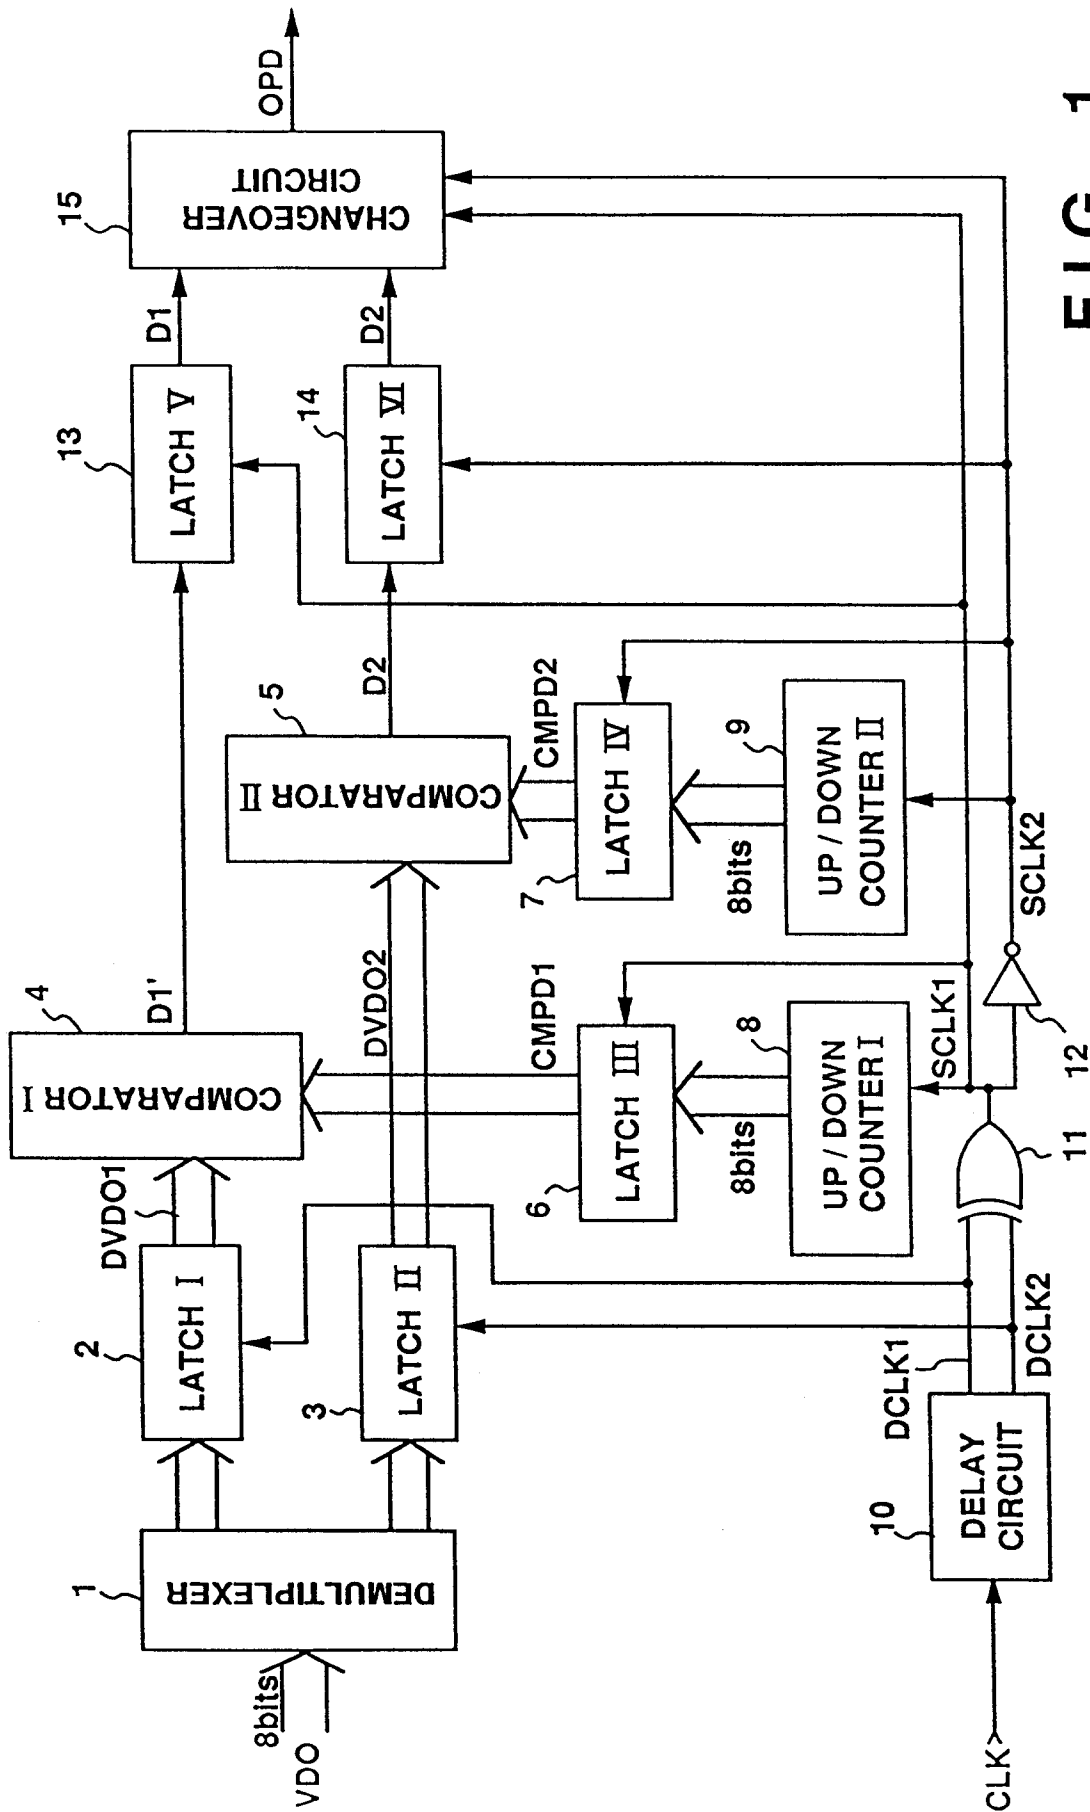 FIG. 1
VDO
8bits
1
DEMULTIPLEXER
2
LATCH I
3
LATCH II
DVDO1
DVDO2
4
COMPARATOR I
5
COMPARATOR II
D1'
D2
13
LATCH V
14
LATCH VI
D1
D2
15
CHANGEOVER
CIRCUIT
OPD
CMPD1
CMPD2
6
LATCH III
7
LATCH IV
8bits
8bits
8
UP / DOWN
COUNTER I
9
UP / DOWN
COUNTER II
CLK>
10
DELAY
CIRCUIT
DCLK1
DCLK2
11
12
SCLK1
SCLK2